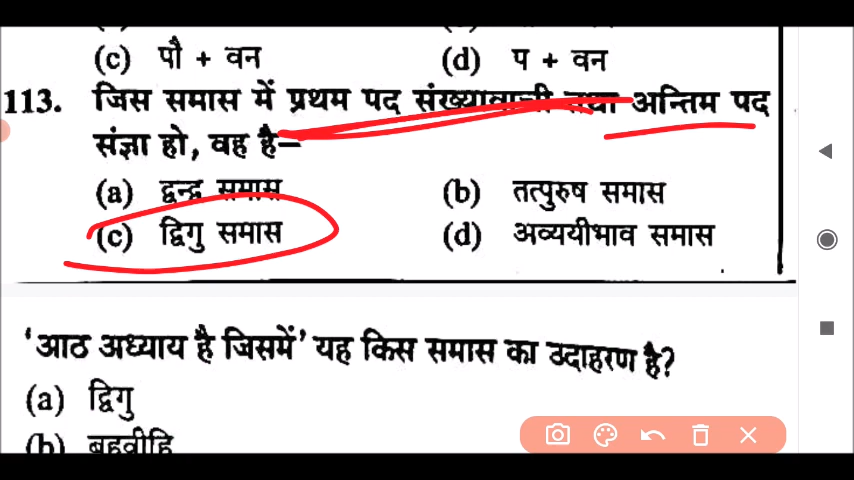 (c) पौ + वन (d) प + वन
113. जिस समास में प्रथम पद संख्यावाची तथा अन्तिम पद
संज्ञा हो, वह है–
(a) द्वन्द्व समास (b) तत्पुरुष समास
(c) द्विगु समास (d) अव्ययीभाव समास
'आठ अध्याय है जिसमें' यह किस समास का उदाहरण है?
(a) द्विगु
(b) बहुव्रीहि